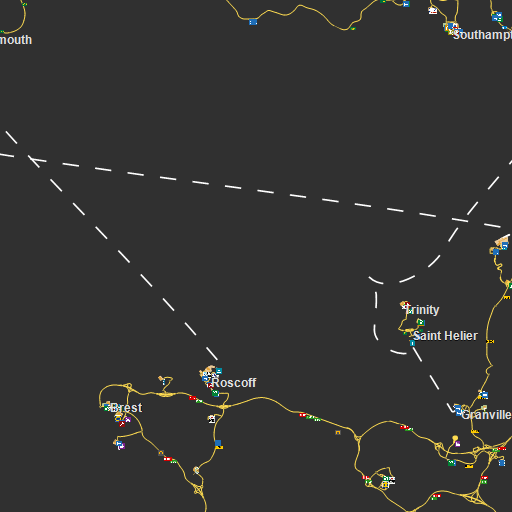 Southampt
mouth
Trinity
Saint Helier
Roscoff
Brest
Granville